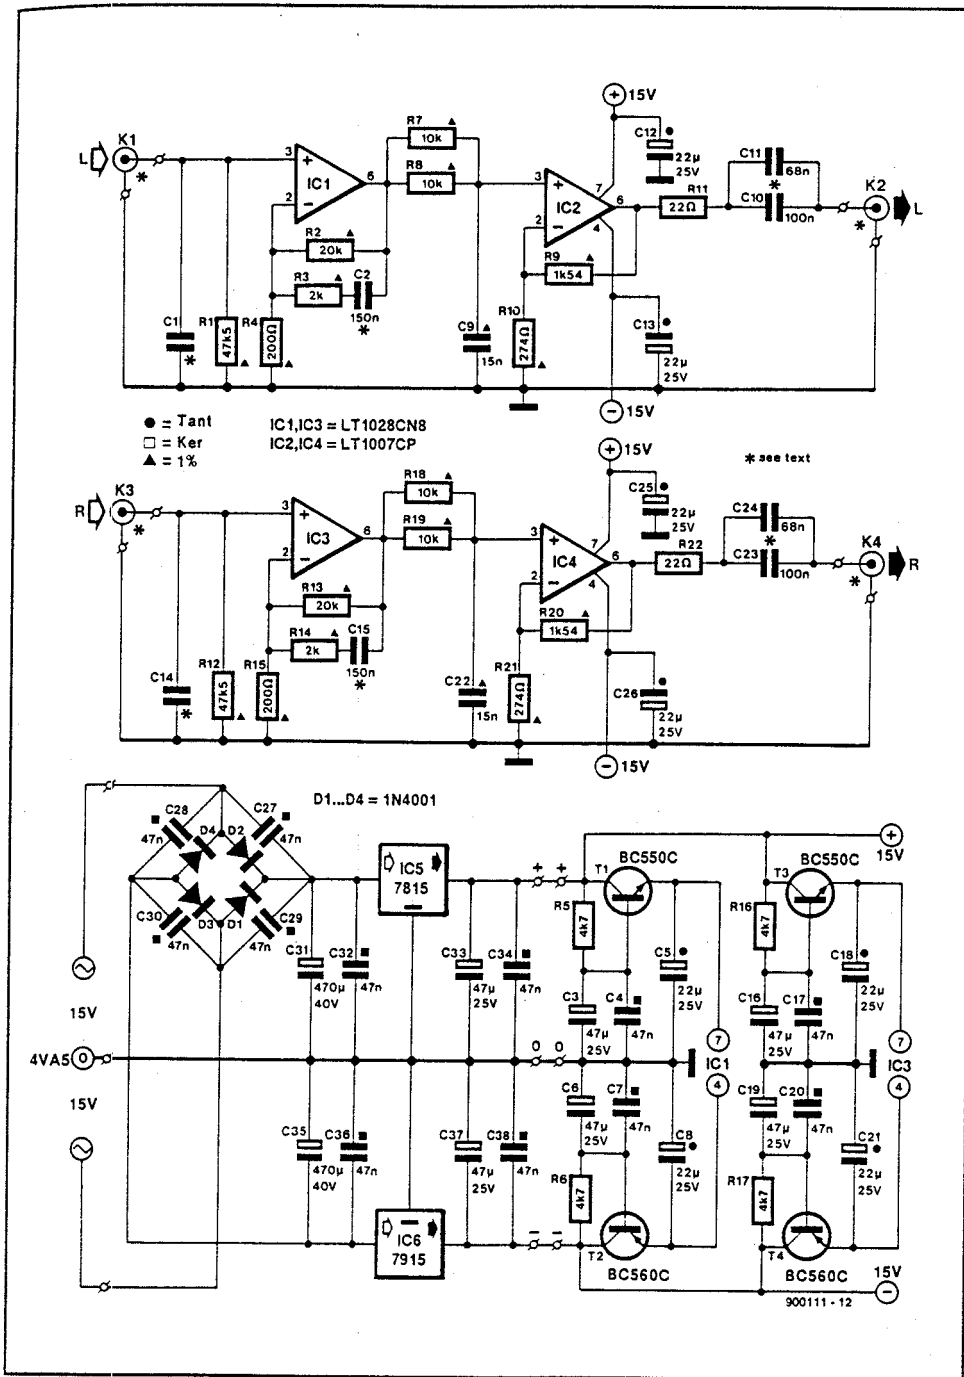 15V
R7
10k
C12
22µ
25V
C11
68n
L
K1
*
3
IC1
6
2
R8
10k
3
IC2
7
6
4
2
R11
22Ω
*
C10
100n
K2
L
*
R2
20k
R3
2k
C2
150n
*
R9
1k54
C1
*
R1
47k5
R4
200Ω
C9
15n
R10
274Ω
C13
22µ
25V
15V
● = Tant
□ = Ker
▲ = 1%
IC1,IC3 = LT1028CN8
IC2,IC4 = LT1007CP
* see text
15V
R18
10k
C25
22µ
25V
C24
68n
R
K3
*
3
IC3
6
2
R19
10k
3
IC4
7
6
4
2
R22
22Ω
*
C23
100n
K4
R
*
R13
20k
R14
2k
C15
150n
*
R20
1k54
C14
*
R12
47k5
R15
200Ω
C22
15n
R21
274Ω
C26
22µ
25V
15V
D1...D4 = 1N4001
C28
47n
D4
D2
C27
47n
C30
47n
D3
D1
C29
47n
IC5
7815
+ +
T1
BC550C
T3
BC550C
+
15V
R5
4k7
R16
4k7
C31
470µ
40V
C32
47n
C33
47µ
25V
C34
47n
C3
47µ
25V
C4
47n
C5
22µ
25V
C16
47µ
25V
C17
47n
C18
22µ
25V
15V
4VA5
0
15V
0 0
7
IC1
4
7
IC3
4
C35
470µ
40V
C36
47n
C37
47µ
25V
C38
47n
C6
47µ
25V
C7
47n
C8
22µ
25V
C19
47µ
25V
C20
47n
C21
22µ
25V
R6
4k7
R17
4k7
IC6
7915
– –
T2
BC560C
T4
BC560C
15V
900111 - 12